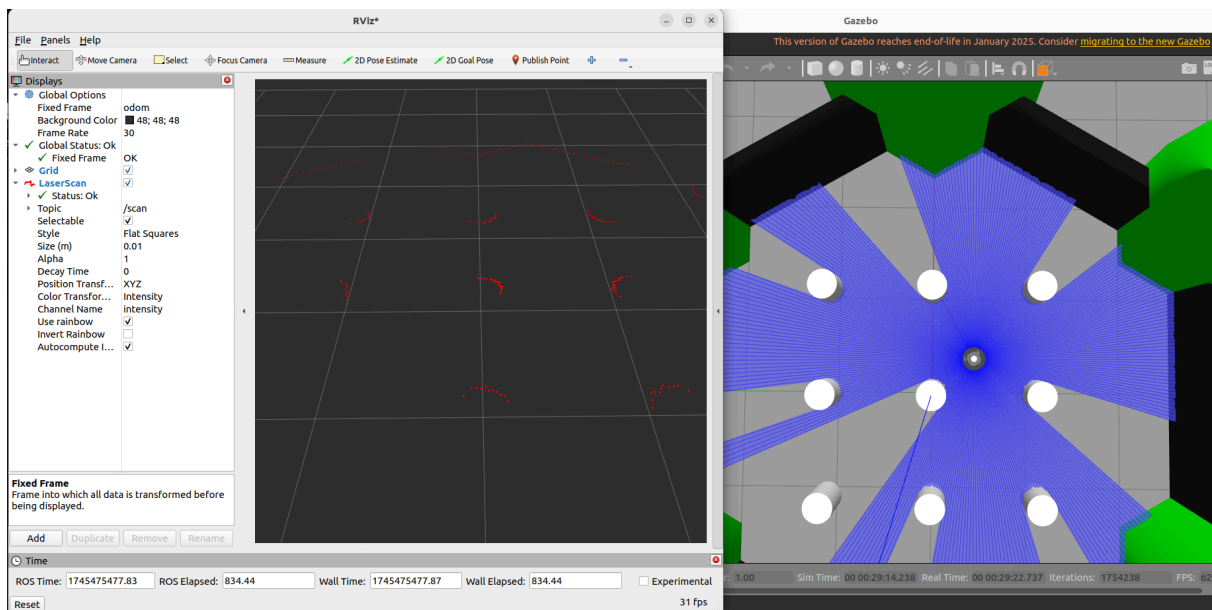 RViz*
File Panels Help
Interact Move Camera Select Focus Camera Measure 2D Pose Estimate 2D Goal Pose Publish Point
Displays
Global Options
Fixed Frame odom
Background Color 48; 48; 48
Frame Rate 30
Global Status: Ok
Fixed Frame OK
Grid
LaserScan
Status: Ok
Topic /scan
Selectable
Style Flat Squares
Size (m) 0.01
Alpha 1
Decay Time 0
Position Transf... XYZ
Color Transfor... Intensity
Channel Name intensity
Use rainbow
Invert Rainbow
Autocompute I...
Fixed Frame
Frame into which all data is transformed before
being displayed.
Add Duplicate Remove Rename
Time
ROS Time: 1745475477.83 ROS Elapsed: 834.44 Wall Time: 1745475477.87 Wall Elapsed: 834.44 Experimental
Reset 31 fps
Gazebo
This version of Gazebo reaches end-of-life in January 2025. Consider migrating to the new Gazebo
1.00 Sim Time: 00 00:29:14.238 Real Time: 00 00:29:22.737 Iterations: 1754238 FPS: 62